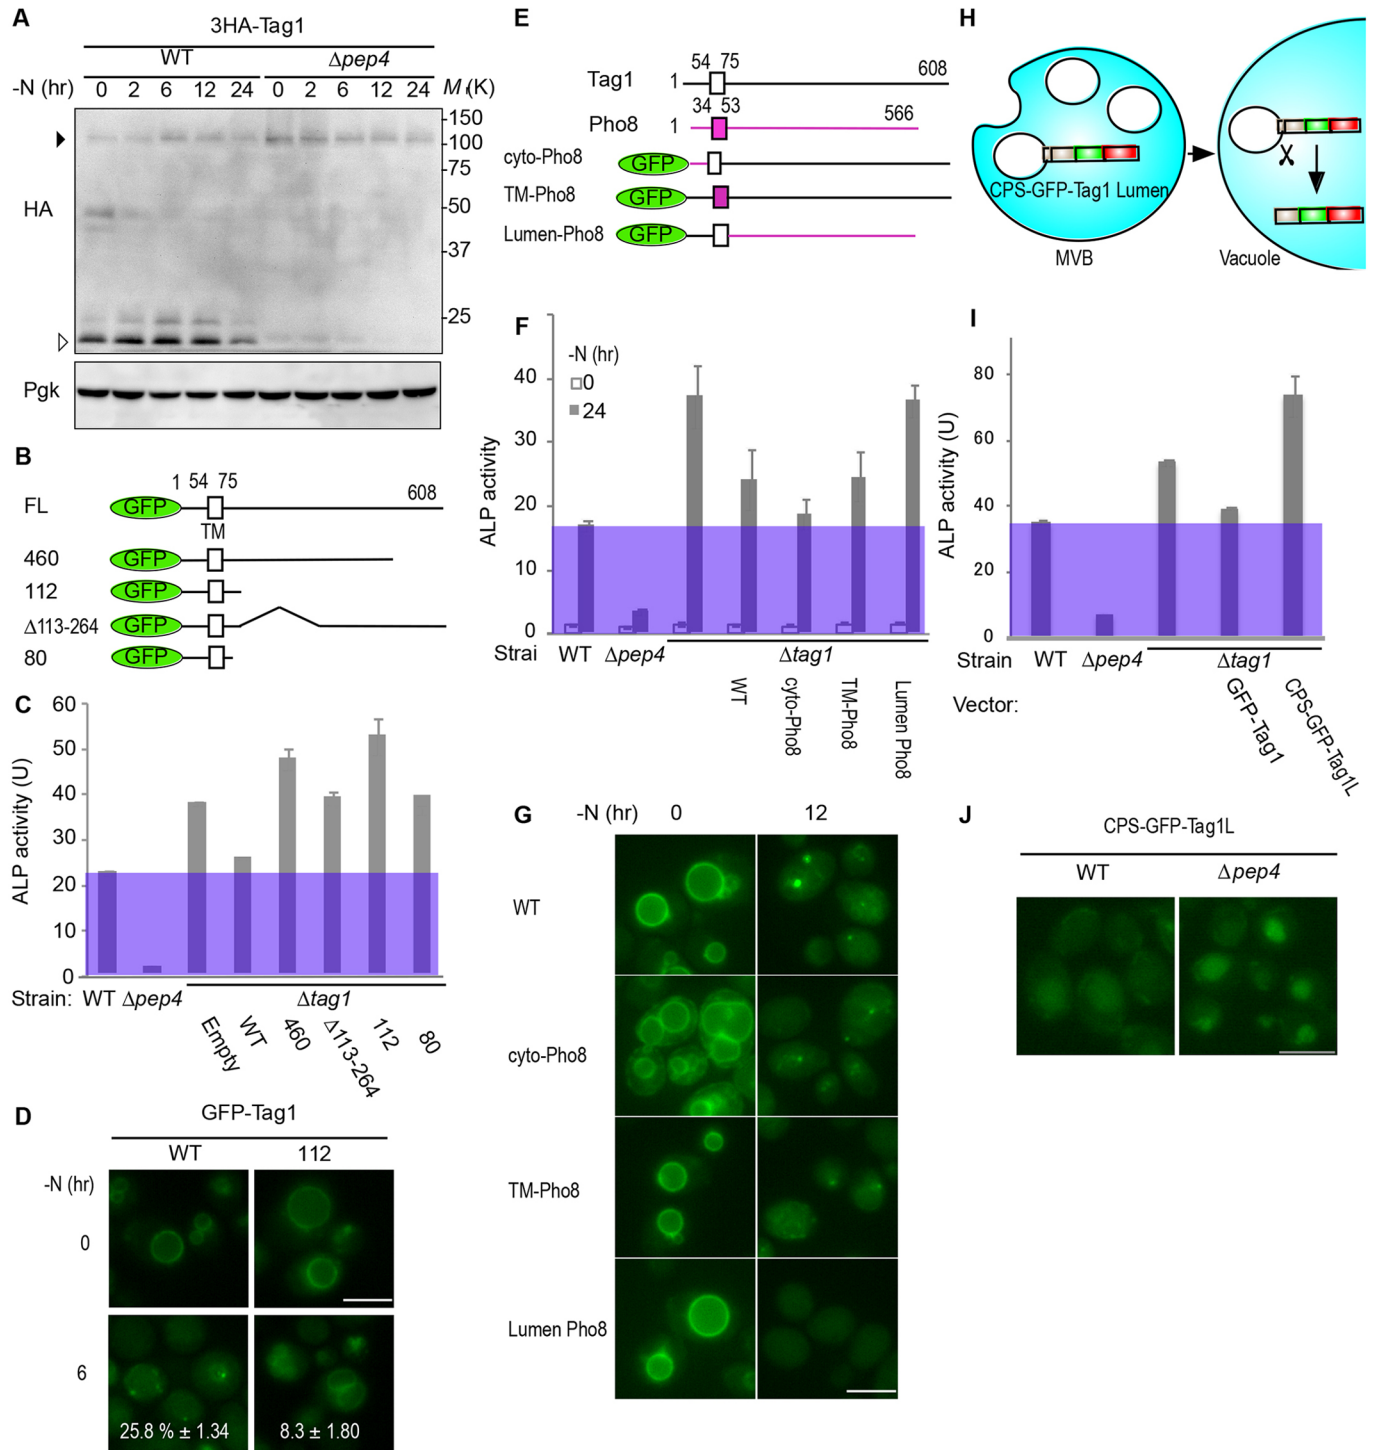 A
3HA-Tag1
WT Δpep4
-N (hr) 0 2 6 12 24 0 2 6 12 24 M r(K)
150
100
75
50
HA
37
25
Pgk
B
1 54 75 608
FL GFP
TM
460 GFP
112 GFP
Δ113-264 GFP
80 GFP
C
60
50
40
30
20
10
0
ALP activity (U)
Strain: WT Δpep4 Δtag1
Empty WT 460 Δ113-264 112 80
D
GFP-Tag1
WT 112
-N (hr)
0
6
25.8 % ± 1.34 8.3 ± 1.80
E
54 75 608
Tag1 1
34 53 566
Pho8 1
cyto-Pho8 GFP
TM-Pho8 GFP
Lumen-Pho8 GFP
F
-N (hr)
0
24
40
30
20
10
0
ALP activity
Strai WT Δpep4 Δtag1
WT cyto-Pho8 TM-Pho8 Lumen Pho8
G
-N (hr) 0 12
WT
cyto-Pho8
TM-Pho8
Lumen Pho8
H
CPS-GFP-Tag1 Lumen
MVB Vacuole
I
80
60
40
20
0
ALP activity (U)
Strain WT Δpep4 Δtag1
Vector: GFP-Tag1 CPS-GFP-Tag1L
J
CPS-GFP-Tag1L
WT Δpep4